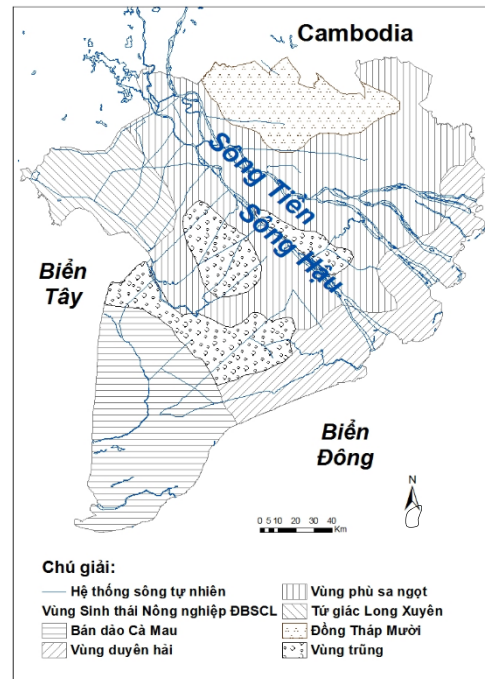 Cambodia
Sông Tiền
Sông Hậu
Biển
Tây
Biển
Đông
N
0 5 10 20 30 40
Km
Chú giải:
Hệ thống sông tự nhiên
Vùng Sinh thái Nông nghiệp ĐBSCL
Bán dảo Cà Mau
Vùng duyên hải
Vùng phù sa ngọt
Tứ giác Long Xuyên
Đồng Tháp Mười
Vùng trũng